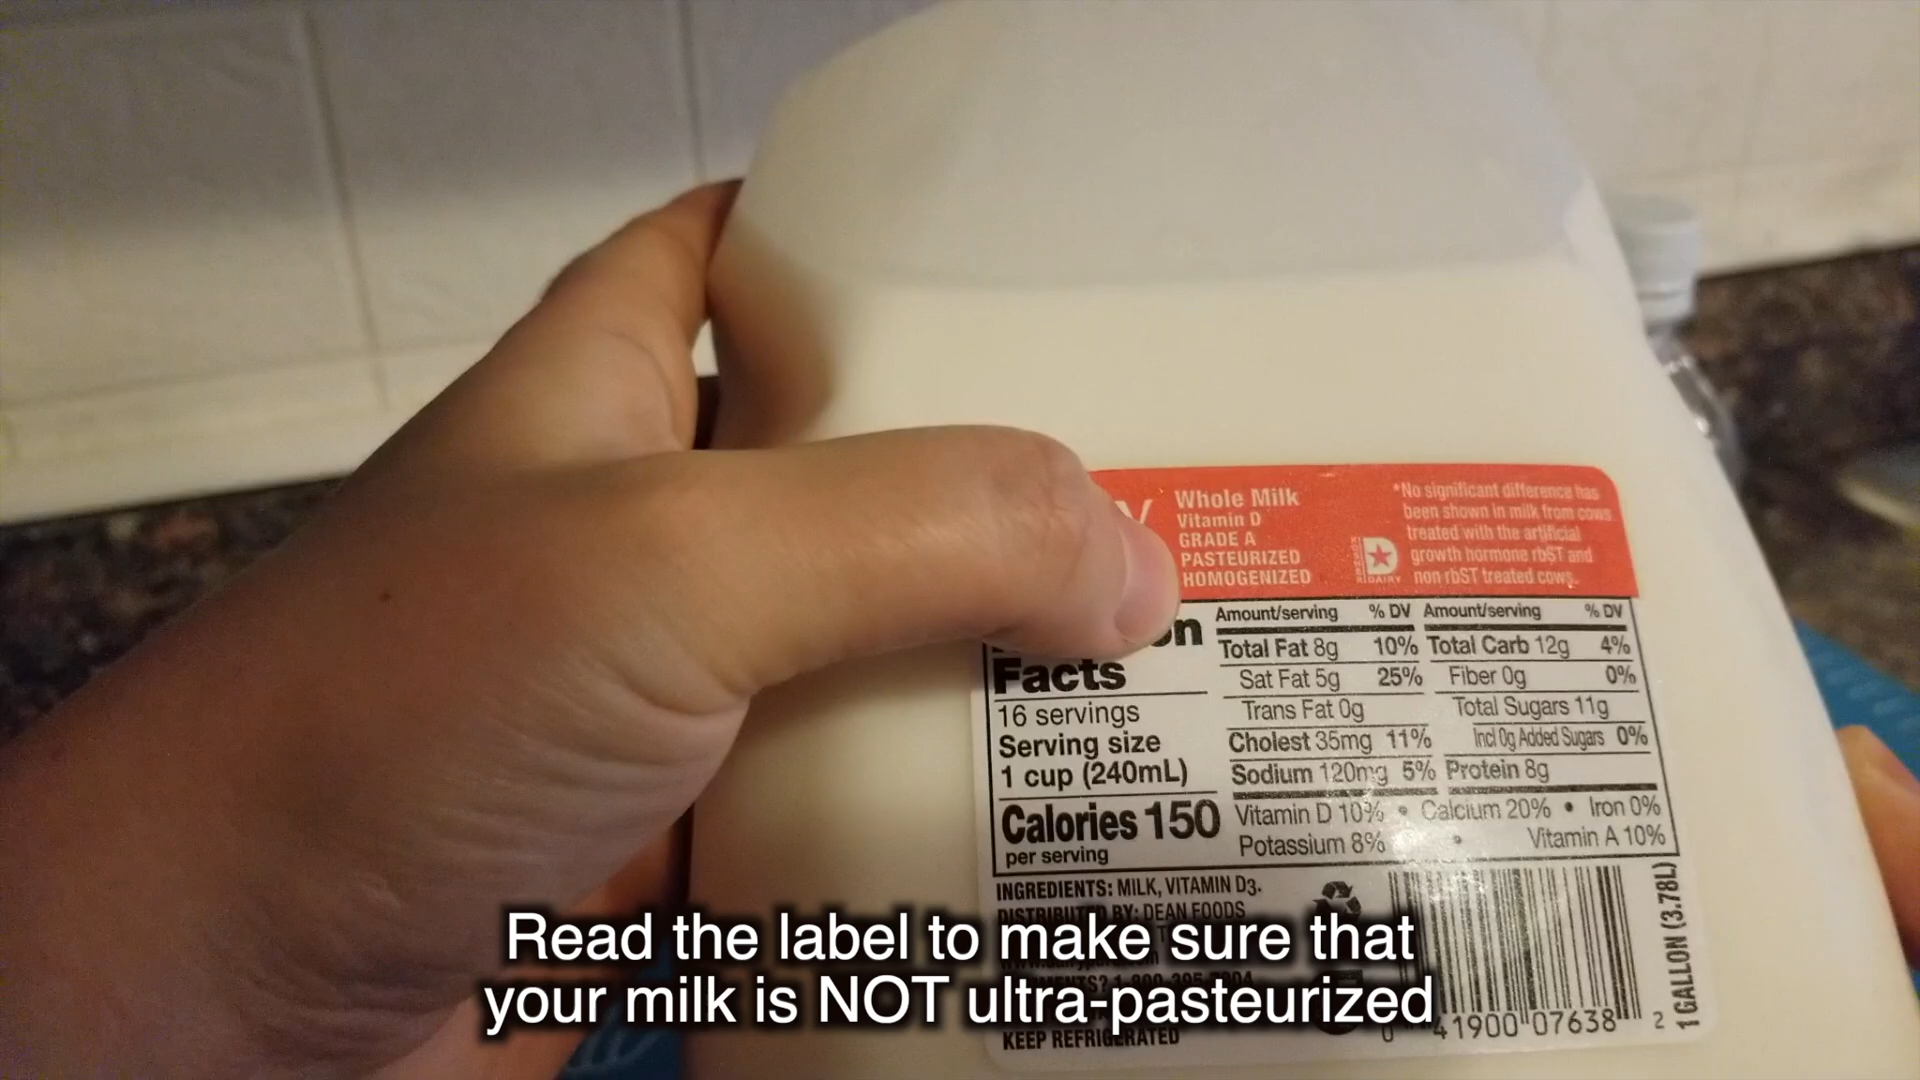 Whole Milk
Vitamin D
GRADE A
PASTEURIZED
HOMOGENIZED
*No significant difference has
been shown in milk from cows
treated with the artificial
growth hormone rbST and
non rbST treated cows.
D
DAIRY
Facts
16 servings
Serving size
1 cup (240mL)
Calories 150
per serving
Amount/serving % DV
Total Fat 8g 10%
Sat Fat 5g 25%
Trans Fat 0g
Cholest 35mg 11%
Sodium 120mg 5%
Amount/serving % DV
Total Carb 12g 4%
Fiber 0g 0%
Total Sugars 11g
Incl 0g Added Sugars 0%
Protein 8g
Vitamin D 10% • Calcium 20% • Iron 0%
Potassium 8% • Vitamin A 10%
INGREDIENTS: MILK, VITAMIN D3.
DISTRIBUTED BY: DEAN FOODS
KEEP REFRIGERATED
0 41900 07638 2
1 GALLON (3.78L)
Read the label to make sure that
your milk is NOT ultra-pasteurized